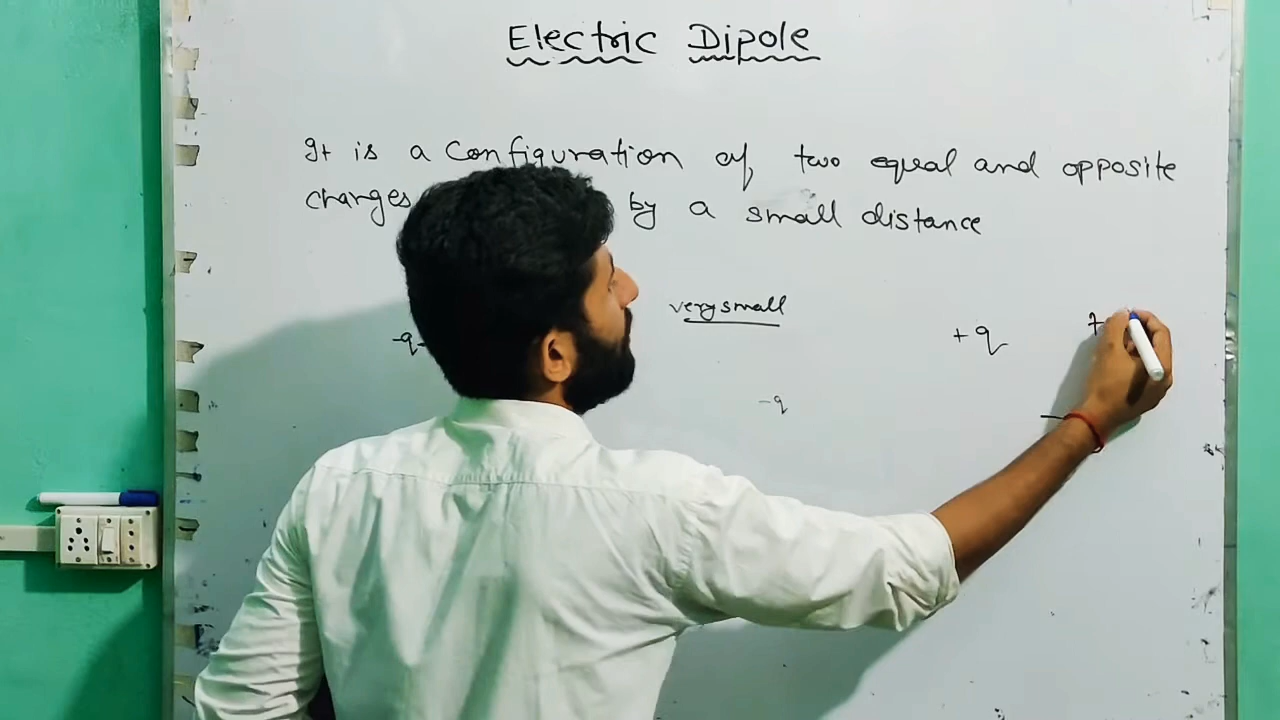 Electric Dipole
It is a Configuration of two equal and opposite
charges by a small distance
very small
-q
+q
+
-q